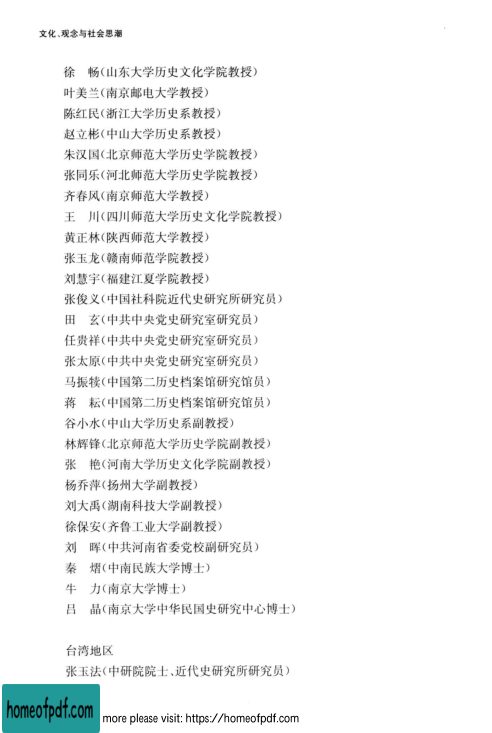 文化、观念与社会思潮
徐　畅(山东大学历史文化学院教授)
叶美兰(南京邮电大学教授)
陈红民(浙江大学历史系教授)
赵立彬(中山大学历史系教授)
朱汉国(北京师范大学历史学院教授)
张同乐(河北师范大学历史学院教授)
齐春风(南京师范大学教授)
王　川(四川师范大学历史文化学院教授)
黄正林(陕西师范大学教授)
张玉龙(赣南师范学院教授)
刘慧宇(福建江夏学院教授)
张俊义(中国社科院近代史研究所研究员)
田　玄(中共中央党史研究室研究员)
任贵祥(中共中央党史研究室研究员)
张太原(中共中央党史研究室研究员)
马振犊(中国第二历史档案馆研究馆员)
蒋　耘(中国第二历史档案馆研究馆员)
谷小水(中山大学历史系副教授)
林辉锋(北京师范大学历史学院副教授)
张　艳(河南大学历史文化学院副教授)
杨乔萍(扬州大学副教授)
刘大禹(湖南科技大学副教授)
徐保安(齐鲁工业大学副教授)
刘　晖(中共河南省委党校副研究员)
秦　熠(中南民族大学博士)
牛　力(南京大学博士)
吕　晶(南京大学中华民国史研究中心博士)
台湾地区
张玉法(中研院院士、近代史研究所研究员)
homeofpdf.com
more please visit: https://homeofpdf.com